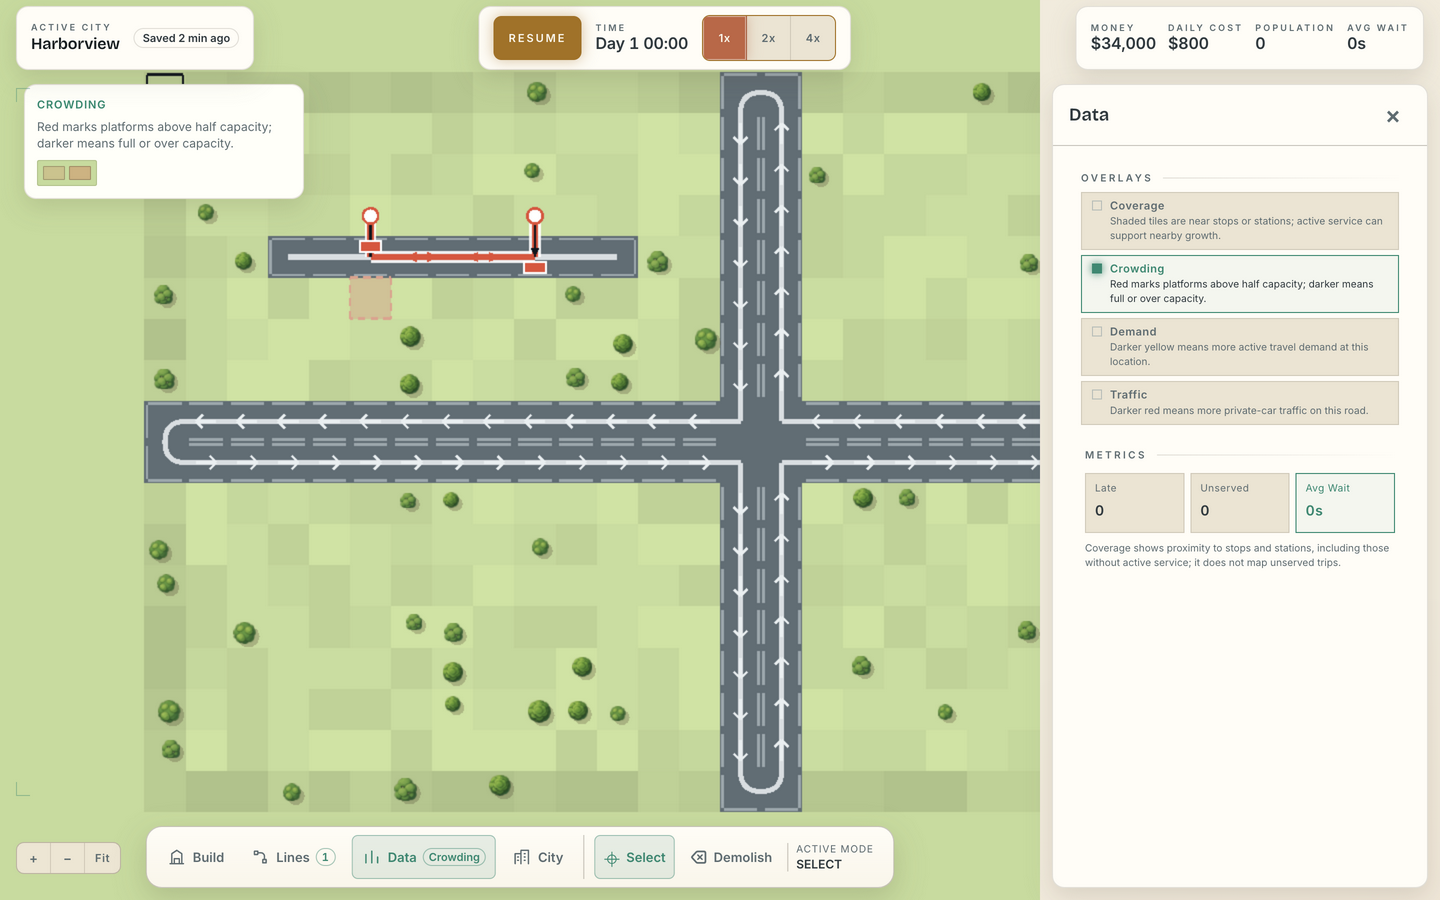 ACTIVE CITY
Harborview
Saved 2 min ago
RESUME
TIME
Day 1 00:00
1x
2x
4x
MONEY
$34,000
DAILY COST
$800
POPULATION
0
AVG WAIT
0s
CROWDING
Red marks platforms above half capacity;
darker means full or over capacity.
Data
OVERLAYS
Coverage
Shaded tiles are near stops or stations; active service can
support nearby growth.
Crowding
Red marks platforms above half capacity; darker means
full or over capacity.
Demand
Darker yellow means more active travel demand at this
location.
Traffic
Darker red means more private-car traffic on this road.
METRICS
Late
0
Unserved
0
Avg Wait
0s
Coverage shows proximity to stops and stations, including those
without active service; it does not map unserved trips.
+
−
Fit
Build
Lines
1
Data
Crowding
City
Select
Demolish
ACTIVE MODE
SELECT